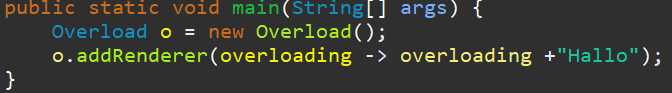 public static void main(String[] args) {
Overload o = new Overload();
o.addRenderer(overloading -> overloading +"Hallo");
}